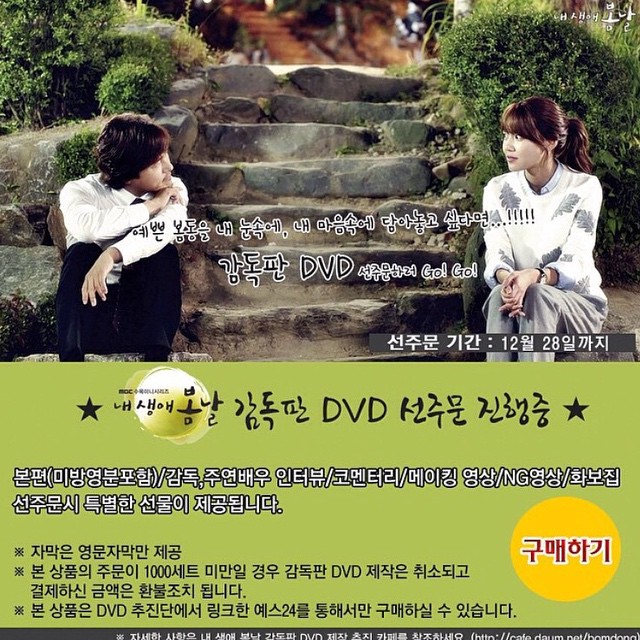 내 생애 봄날
예쁜 봄동을 내 눈속에, 내 마음속에 담아놓고 싶다면...!!!!!
감독판 DVD 선주문하러 Go! Go!
선주문 기간 : 12월 28일까지
MBC 수목미니시리즈
★ 내 생애 봄날 감독판 DVD 선주문 진행중 ★
본편(미방영분포함)/감독,주연배우 인터뷰/코멘터리/메이킹 영상/NG영상/화보집
선주문시 특별한 선물이 제공됩니다.
구매하기
※ 자막은 영문자막만 제공
※ 본 상품의 주문이 1000세트 미만일 경우 감독판 DVD 제작은 취소되고
결제하신 금액은 환불조치 됩니다.
※ 본 상품은 DVD 추진단에서 링크한 예스24를 통해서만 구매하실 수 있습니다.
※ 자세한 사항은 내 생애 봄날 감독판 DVD 제작 추진 카페를 참조하세요. (http://cafe.daum.net/bomdong